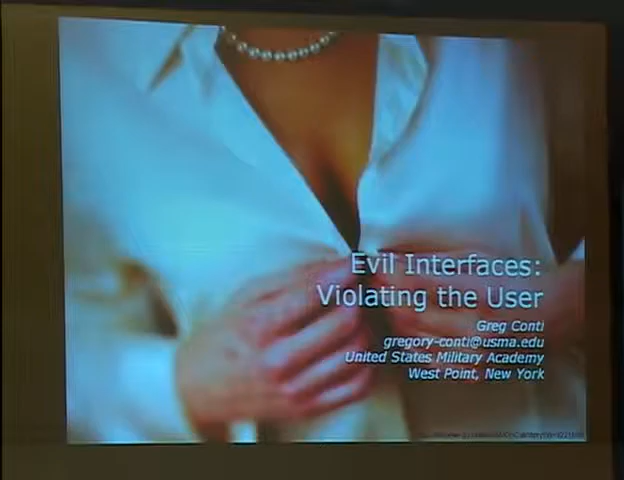 Evil Interfaces:
Violating the User
Greg Conti
gregory-conti@usma.edu
United States Military Academy
West Point, New York